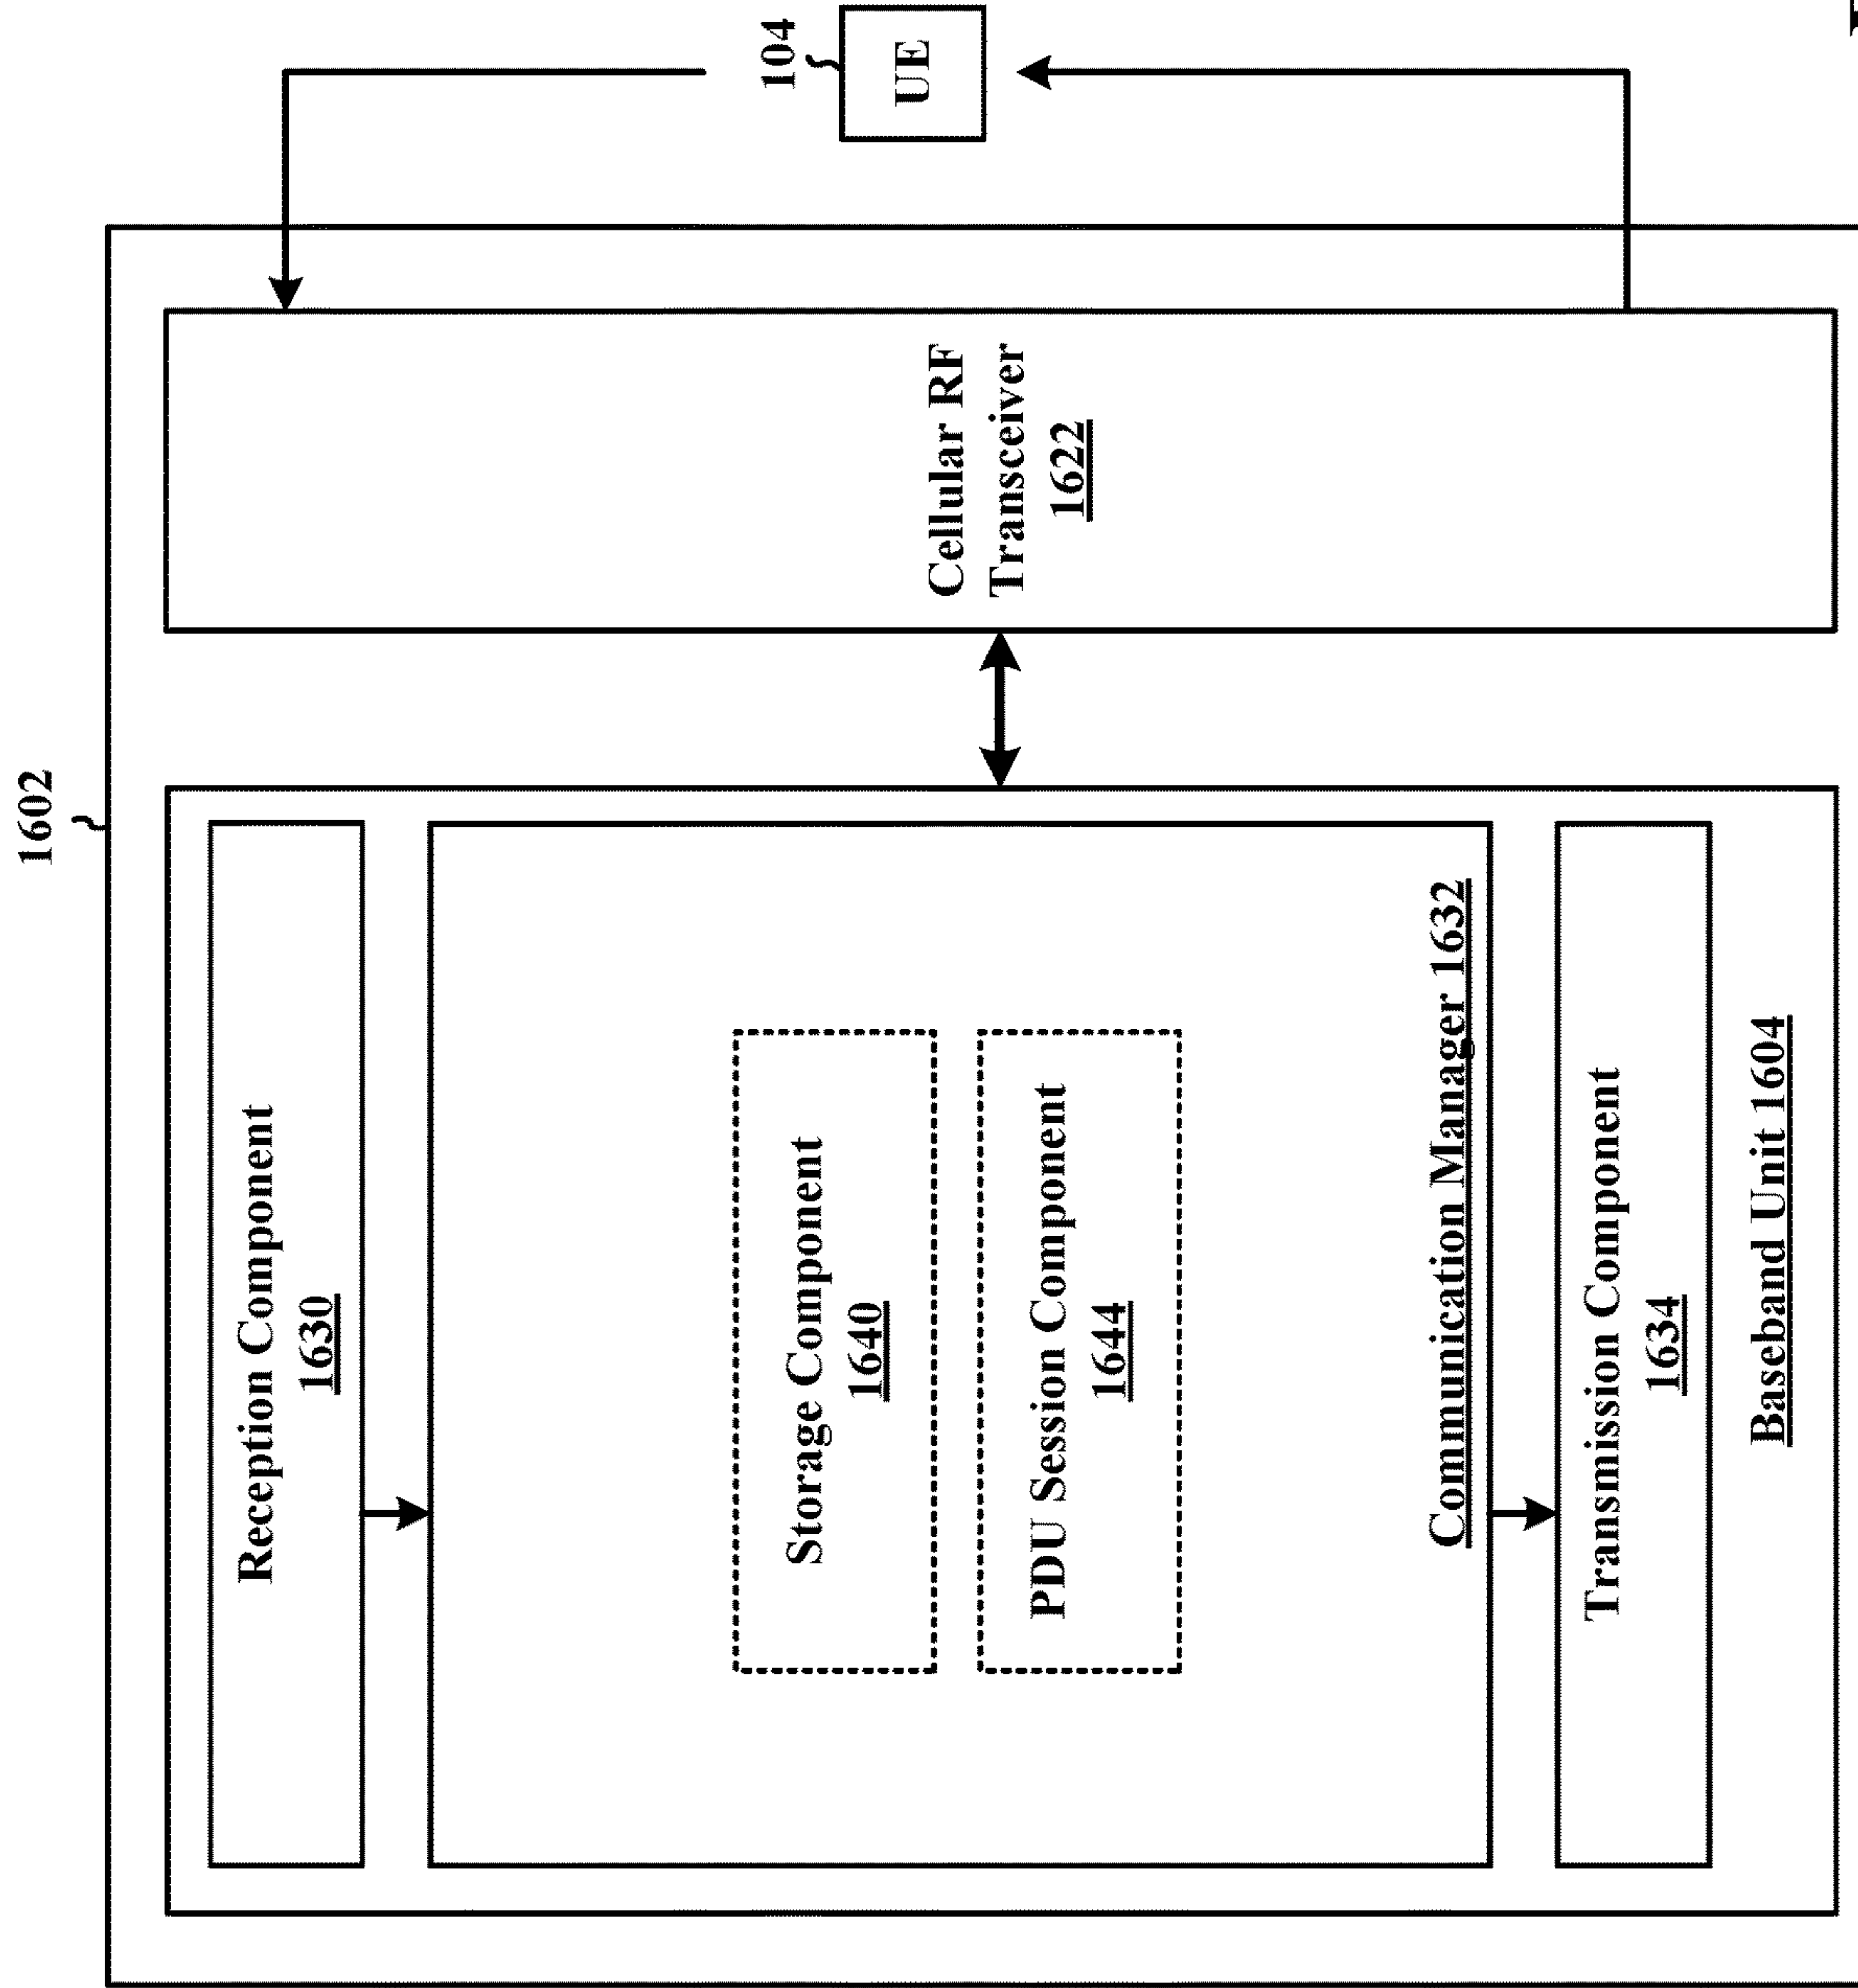 1602
Reception Component
1630
Storage Component
1640
PDU Session Component
1644
Communication Manager 1632
Transmission Component
1634
Baseband Unit 1604
Cellular RF
Transceiver
1622
104
UE